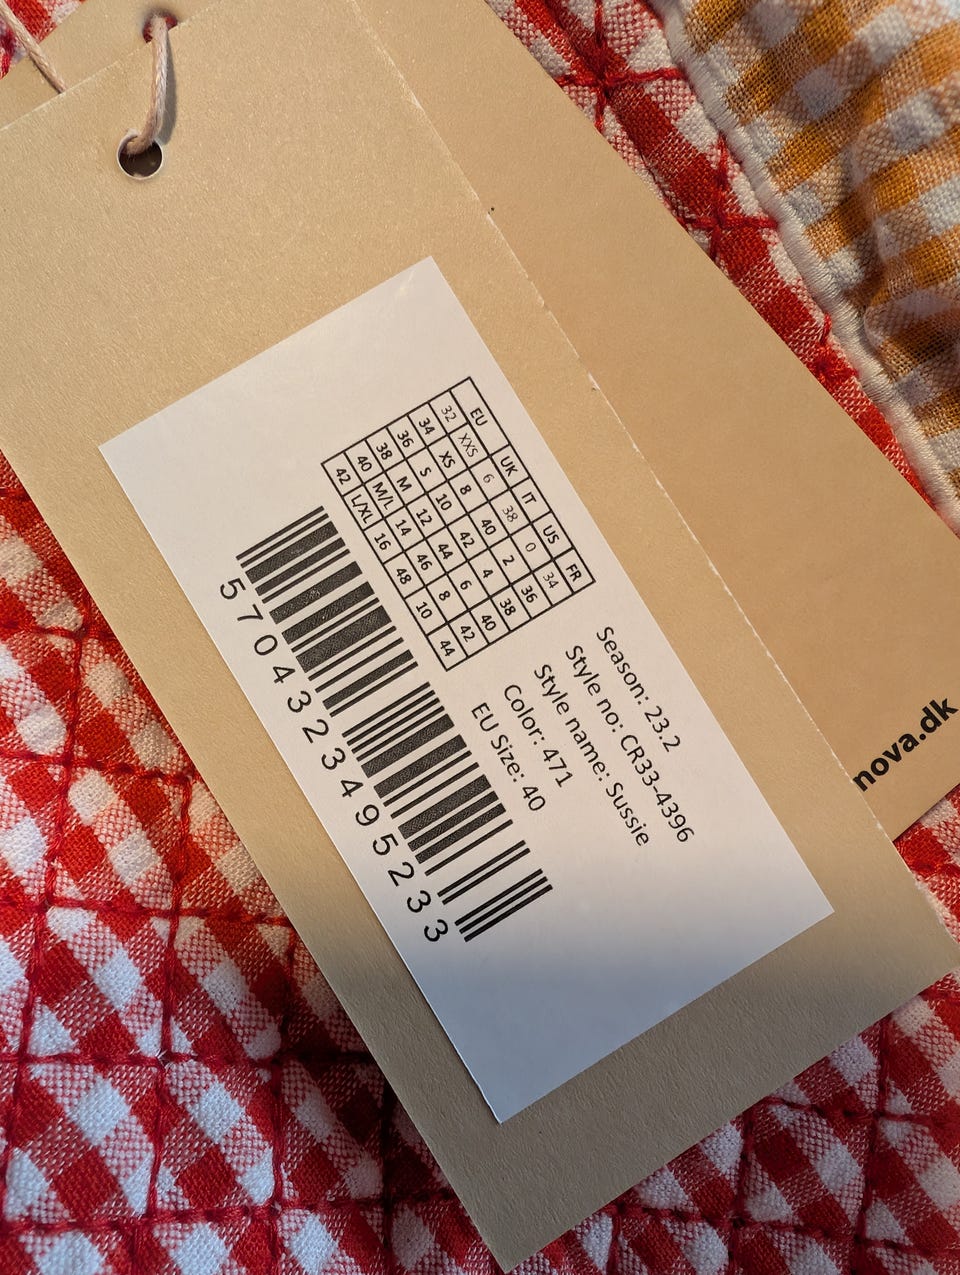 EU UK IT US FR
32 XXS 6 38 0 34
34 XS 8 40 2 36
36 S 10 42 4 38
38 M 12 44 6 40
40 M/L 14 46 8 42
42 L/XL 16 48 10 44
Season: 23.2
Style no: CR33-4396
Style name: Sussie
Color: 471
EU Size: 40
5704323495233
nova.dk